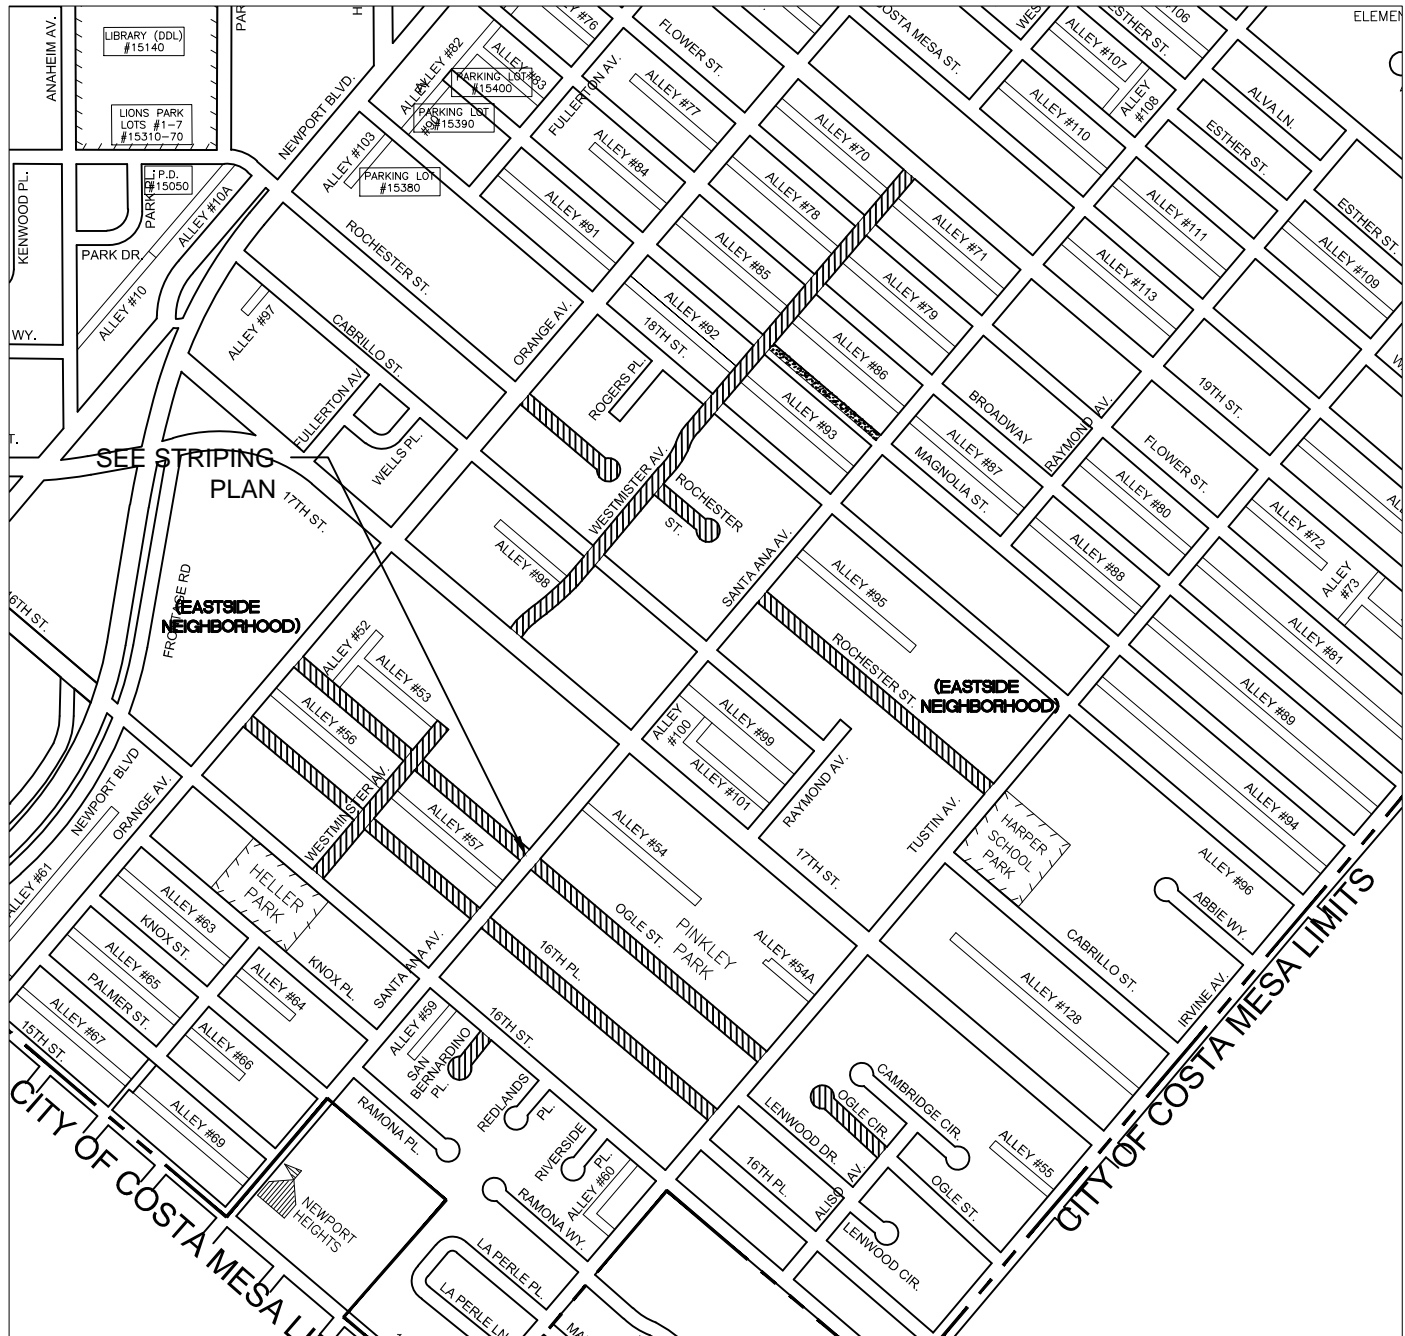 ANAHEIM AV.
LIBRARY (DDL)
#15140
LIONS PARK
LOTS #1-7
#15310-70
P.D.
#15050
KENWOOD PL.
PARK PL.
PARK DR.
ALLEY #10A
ALLEY #10
WY.
NEWPORT BLVD.
ALLEY #103
ALLEY #82
ALLEY #83
PARKING LOT
#15400
PARKING LOT
#15390
PARKING LOT
#15380
FULLERTON AV.
FLOWER ST.
COSTA MESA ST.
ALLEY #107
ALLEY
#108
ESTHER ST.
ALVA LN.
ESTHER ST.
ESTHER ST.
ALLEY #109
ALLEY #110
ALLEY #111
ALLEY #113
ALLEY #77
ALLEY #84
ALLEY #91
ALLEY #70
ALLEY #78
ALLEY #85
ALLEY #92
ALLEY #71
ALLEY #79
ALLEY #86
ALLEY #93
18TH ST.
ROGERS PL.
ROCHESTER ST.
ORANGE AV.
CABRILLO ST.
ALLEY #97
FULLERTON AV
WELLS PL.
SEE STRIPING
PLAN
17TH ST.
WESTMISTER AV.
ROCHESTER
ST.
ALLEY #98
SANTA ANA AV.
BROADWAY
RAYMOND AV.
ALLEY #87
MAGNOLIA ST.
19TH ST.
FLOWER ST.
ALLEY #80
ALLEY #88
ALLEY #72
ALLEY
#73
ALLEY #81
ALLEY #89
ALLEY #94
ALLEY #95
ROCHESTER ST.
(EASTSIDE
NEIGHBORHOOD)
(EASTSIDE
NEIGHBORHOOD)
FRONTAGE RD
16TH ST.
ALLEY #52
ALLEY #53
ALLEY #56
ALLEY #57
WESTMINSTER AV.
ALLEY
#100
ALLEY #99
ALLEY #101
RAYMOND AV.
17TH ST.
TUSTIN AV.
HARPER
SCHOOL
PARK
ALLEY #96
ABBIE WY.
CABRILLO ST.
IRVINE AV.
ALLEY #128
ALLEY #54
OGLE ST.
PINKLEY
PARK
ALLEY #54A
16TH PL.
NEWPORT BLVD
ORANGE AV.
ALLEY #61
HELLER
PARK
ALLEY #63
KNOX ST.
ALLEY #65
PALMER ST.
ALLEY #67
15TH ST.
ALLEY #64
ALLEY #66
ALLEY #69
KNOX PL.
SANTA ANA AV.
ALLEY #59
SAN
BERNARDINO
PL.
16TH ST.
REDLANDS
PL.
RIVERSIDE
PL.
RAMONA PL.
RAMONA WY.
ALLEY #60
NEWPORT
HEIGHTS
LA PERLE PL.
LA PERLE LN.
CAMBRIDGE CIR.
OGLE CIR.
LENWOOD DR.
16TH PL.
ALISO AV.
OGLE ST.
ALLEY #55
LENWOOD CIR.
CITY OF COSTA MESA LIMITS
CITY OF COSTA MESA LI